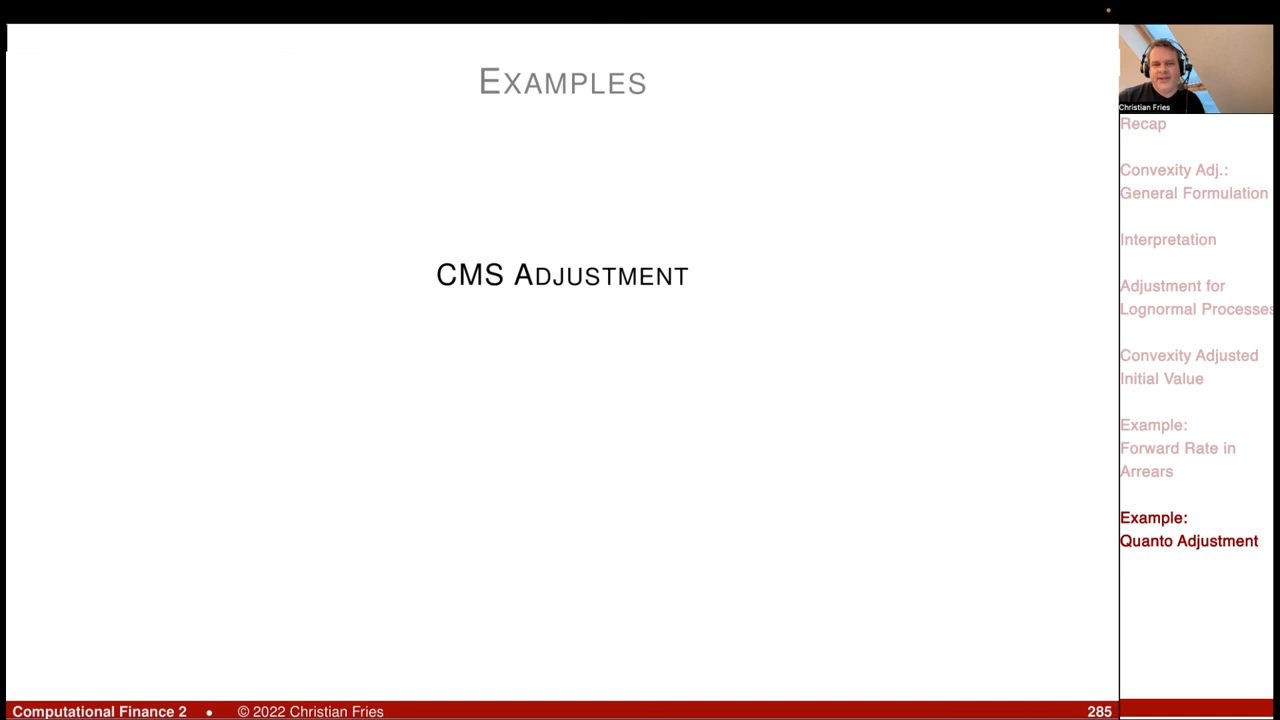 EXAMPLES
CMS ADJUSTMENT
Christian Fries
Recap
Convexity Adj.:
General Formulation
Interpretation
Adjustment for
Lognormal Processes
Convexity Adjusted
Initial Value
Example:
Forward Rate in
Arrears
Example:
Quanto Adjustment
Computational Finance 2 • © 2022 Christian Fries 285